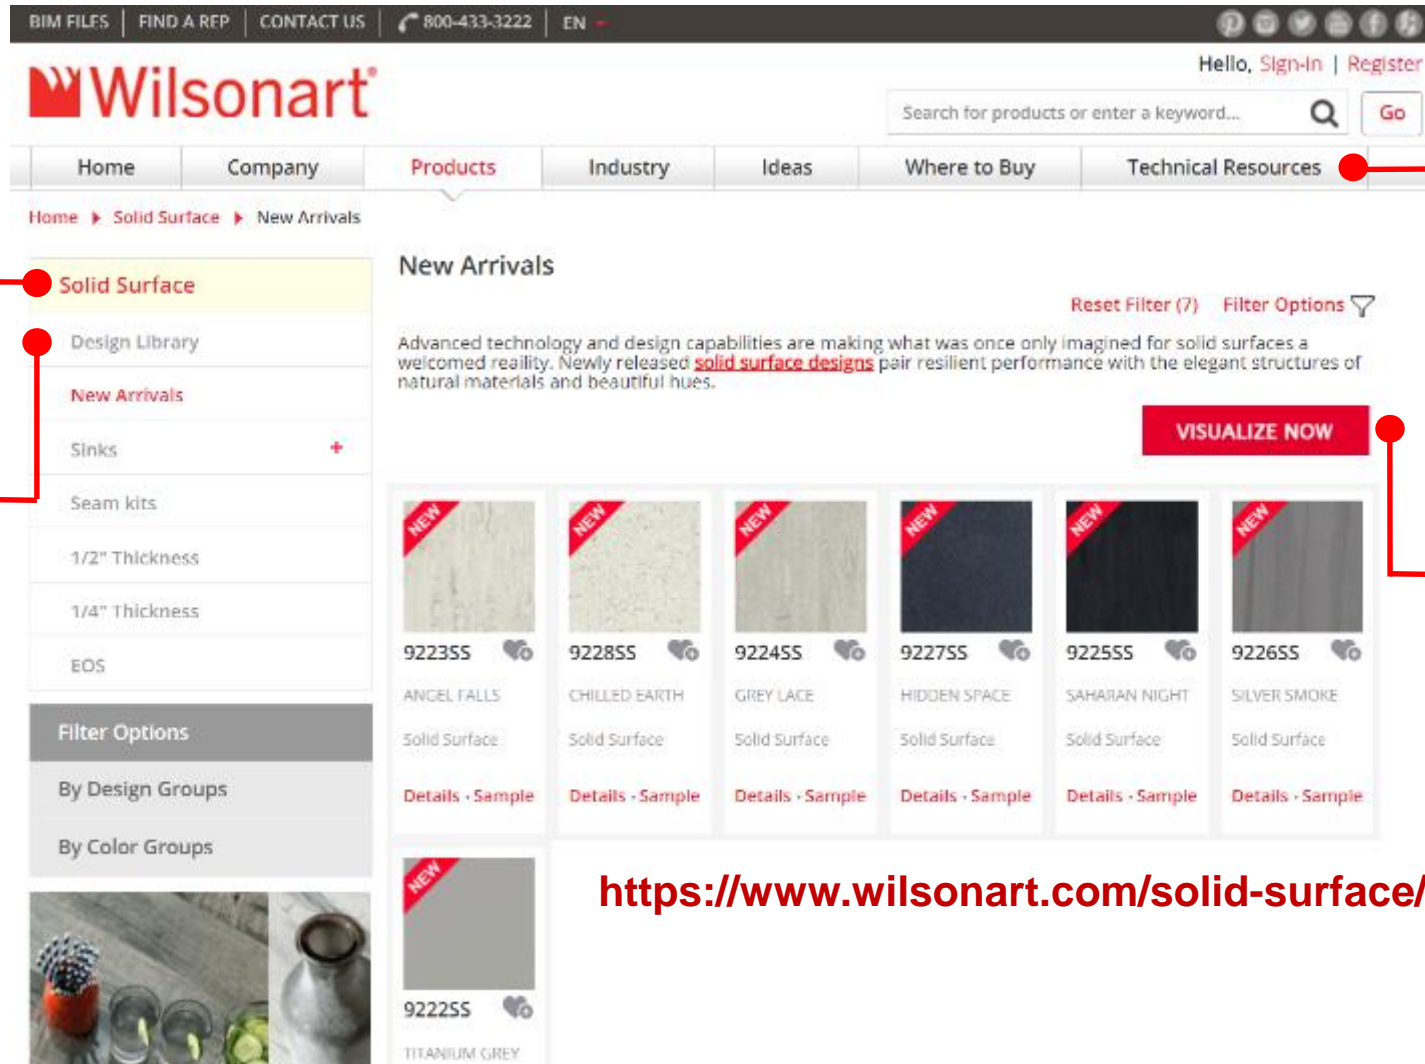 BIM FILES | FIND A REP | CONTACT US | 800-433-3222 | EN
Wilsonart®
Hello, Sign-In | Register
Search for products or enter a keyword... Go
Home Company Products Industry Ideas Where to Buy Technical Resources
Home Solid Surface New Arrivals
Solid Surface
Design Library
New Arrivals
Sinks +
Seam kits
1/2" Thickness
1/4" Thickness
EOS
Filter Options
By Design Groups
By Color Groups
New Arrivals
Reset Filter (7) Filter Options
Advanced technology and design capabilities are making what was once only imagined for solid surfaces a
welcomed reaility. Newly released solid surface designs pair resilient performance with the elegant structures of
natural materials and beautiful hues.
VISUALIZE NOW
NEW NEW NEW NEW NEW NEW
9223SS 9228SS 9224SS 9227SS 9225SS 9226SS
ANGEL FALLS CHILLED EARTH GREY LACE HIDDEN SPACE SAHARAN NIGHT SILVER SMOKE
Solid Surface Solid Surface Solid Surface Solid Surface Solid Surface Solid Surface
Details · Sample Details · Sample Details · Sample Details · Sample Details · Sample Details · Sample
NEW
9222SS
TITANIUM GREY
https://www.wilsonart.com/solid-surface/